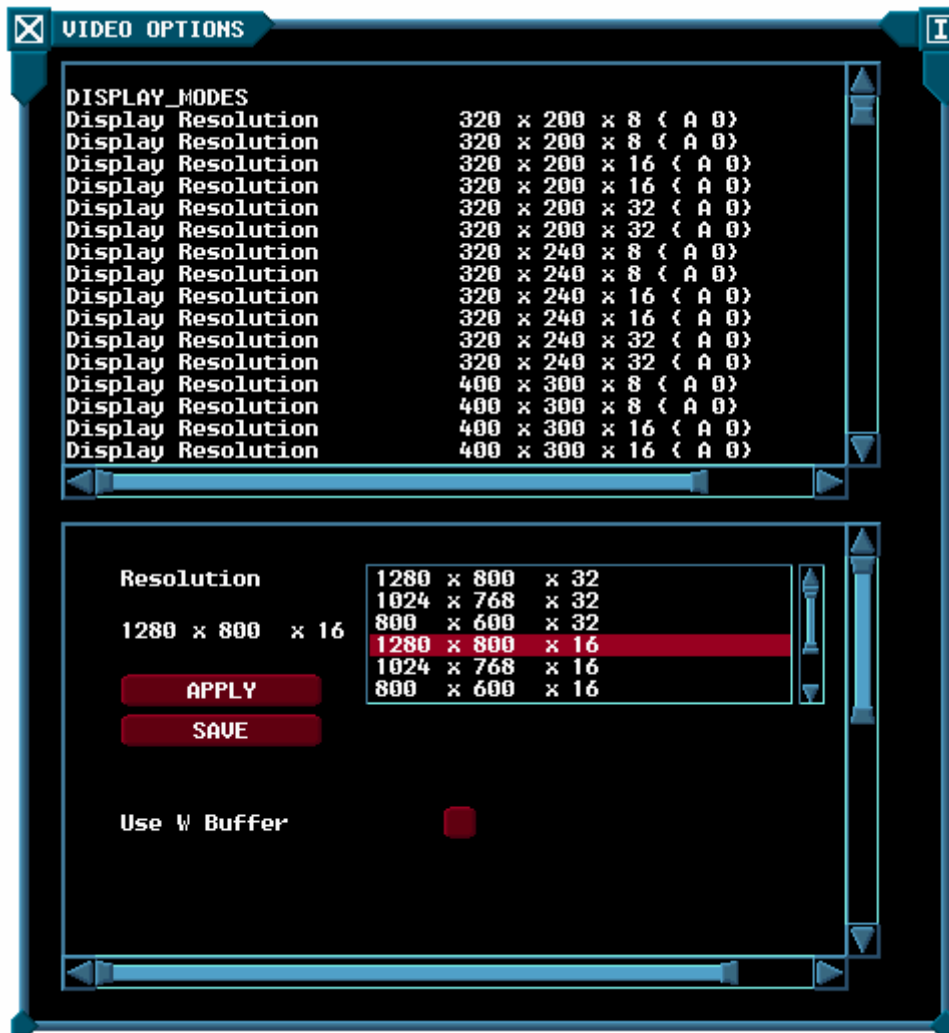 VIDEO OPTIONS
I
DISPLAY_MODES
Display Resolution 320 x 200 x 8 ( A 0)
Display Resolution 320 x 200 x 8 ( A 0)
Display Resolution 320 x 200 x 16 ( A 0)
Display Resolution 320 x 200 x 16 ( A 0)
Display Resolution 320 x 200 x 32 ( A 0)
Display Resolution 320 x 200 x 32 ( A 0)
Display Resolution 320 x 240 x 8 ( A 0)
Display Resolution 320 x 240 x 8 ( A 0)
Display Resolution 320 x 240 x 16 ( A 0)
Display Resolution 320 x 240 x 16 ( A 0)
Display Resolution 320 x 240 x 32 ( A 0)
Display Resolution 320 x 240 x 32 ( A 0)
Display Resolution 400 x 300 x 8 ( A 0)
Display Resolution 400 x 300 x 8 ( A 0)
Display Resolution 400 x 300 x 16 ( A 0)
Display Resolution 400 x 300 x 16 ( A 0)
Resolution
1280 x 800 x 16
1280 x 800 x 32
1024 x 768 x 32
800 x 600 x 32
1280 x 800 x 16
1024 x 768 x 16
800 x 600 x 16
APPLY
SAVE
Use W Buffer